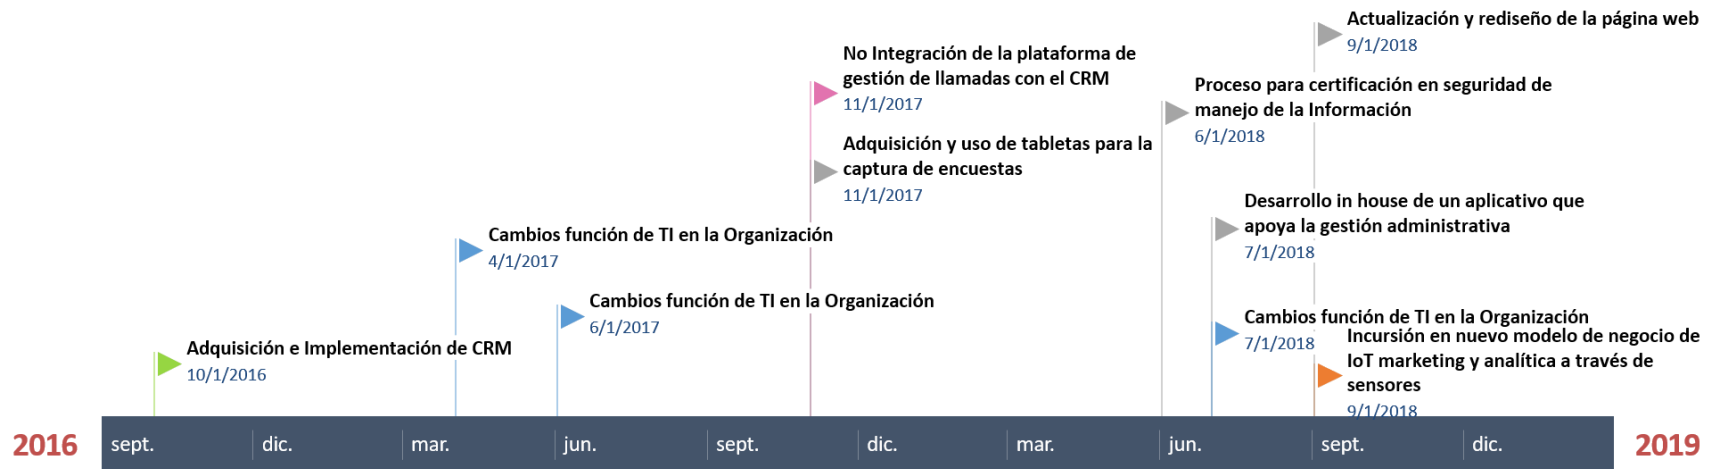 Actualización y rediseño de la página web
9/1/2018
No Integración de la plataforma de
gestión de llamadas con el CRM
11/1/2017
Proceso para certificación en seguridad de
manejo de la Información
6/1/2018
Adquisición y uso de tabletas para la
captura de encuestas
11/1/2017
Desarrollo in house de un aplicativo que
apoya la gestión administrativa
7/1/2018
Cambios función de TI en la Organización
4/1/2017
Cambios función de TI en la Organización
6/1/2017
Cambios función de TI en la Organización
7/1/2018
Incursión en nuevo modelo de negocio de
IoT marketing y analítica a través de
sensores
9/1/2018
Adquisición e Implementación de CRM
10/1/2016
2016 sept. dic. mar. jun. sept. dic. mar. jun. sept. dic. 2019